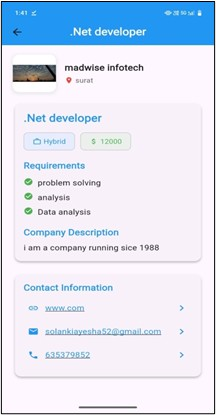 1:41
.Net developer
madwise infotech
surat
.Net developer
Hybrid
$ 12000
Requirements
problem solving
analysis
Data analysis
Company Description
i am a company running since 1988
Contact Information
www.com
solankiayesha52@gmail.com
635379852